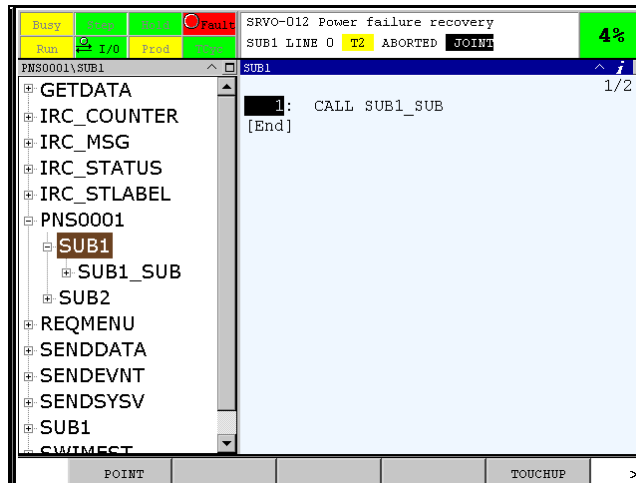 Busy Step Hold Fault
Run I/O Prod TCyc
SRVO-012 Power failure recovery
SUB1 LINE 0 T2 ABORTED JOINT
4%
PNS0001\SUB1
SUB1
GETDATA
IRC_COUNTER
IRC_MSG
IRC_STATUS
IRC_STLABEL
PNS0001
SUB1
SUB1_SUB
SUB2
REQMENU
SENDDATA
SENDEVNT
SENDSYSV
SUB1
1/2
1: CALL SUB1_SUB
[End]
POINT TOUCHUP >